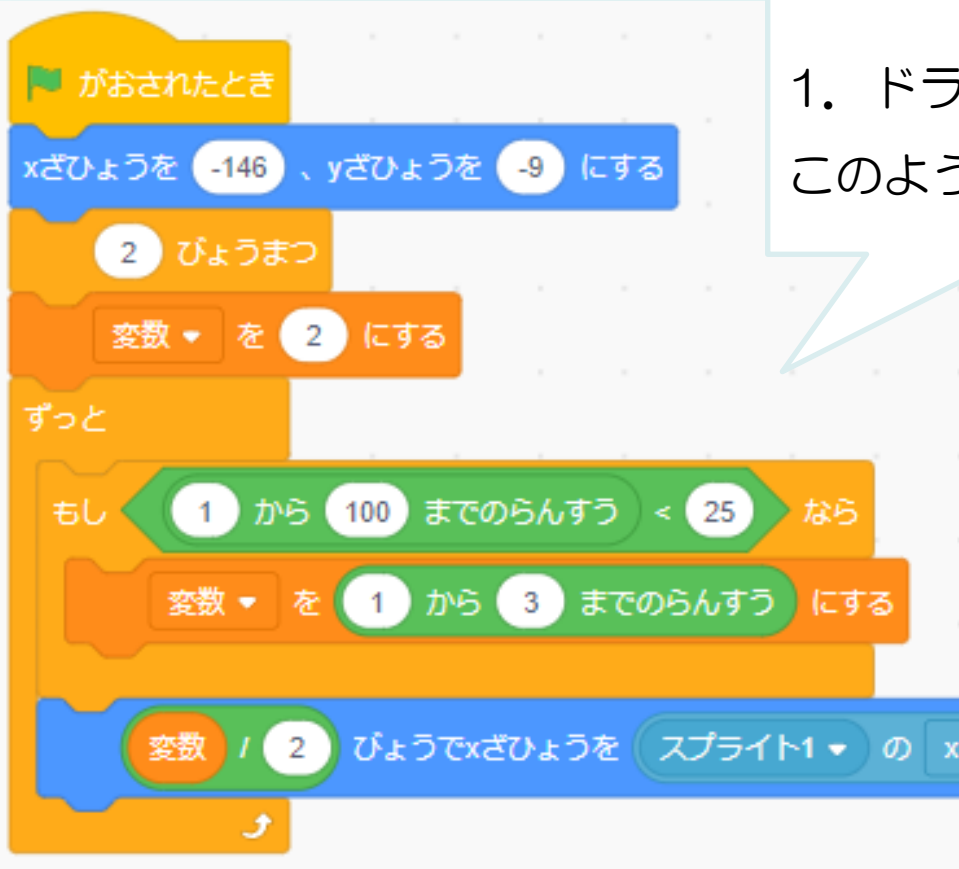 がおされたとき
xざひょうを -146 、yざひょうを -9 にする
2 びょうまつ
変数 を 2 にする
ずっと
もし 1 から 100 までのらんすう < 25 なら
変数 を 1 から 3 までのらんすう にする
変数 / 2 びょうでxざひょうを スプライト1 の x
1. ドラ
このよう